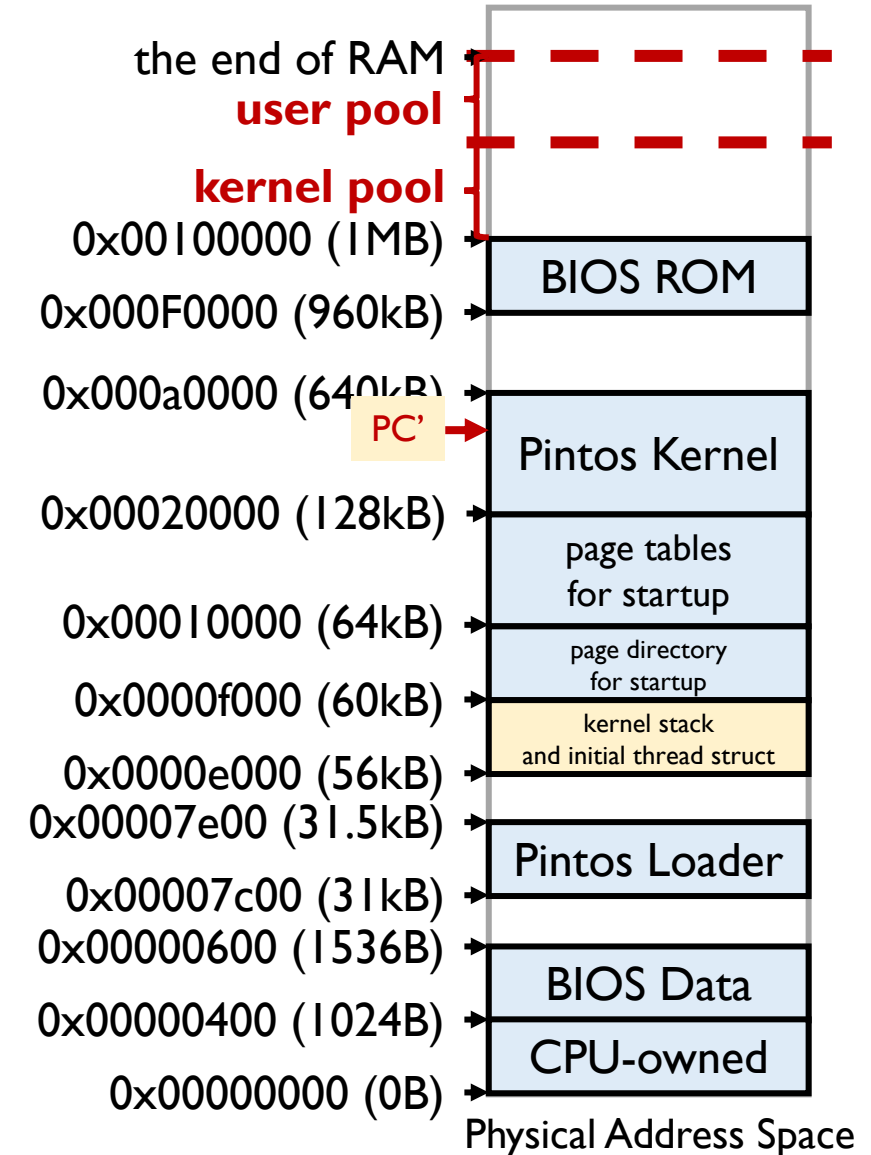 the end of RAM
user pool
kernel pool
0x00100000 (1MB)
BIOS ROM
0x000F0000 (960kB)
0x000a0000 (640kB)
PC’
Pintos Kernel
0x00020000 (128kB)
page tables
for startup
0x00010000 (64kB)
page directory
for startup
0x0000f000 (60kB)
kernel stack
and initial thread struct
0x0000e000 (56kB)
0x00007e00 (31.5kB)
Pintos Loader
0x00007c00 (31kB)
0x00000600 (1536B)
BIOS Data
0x00000400 (1024B)
CPU-owned
0x00000000 (0B)
Physical Address Space